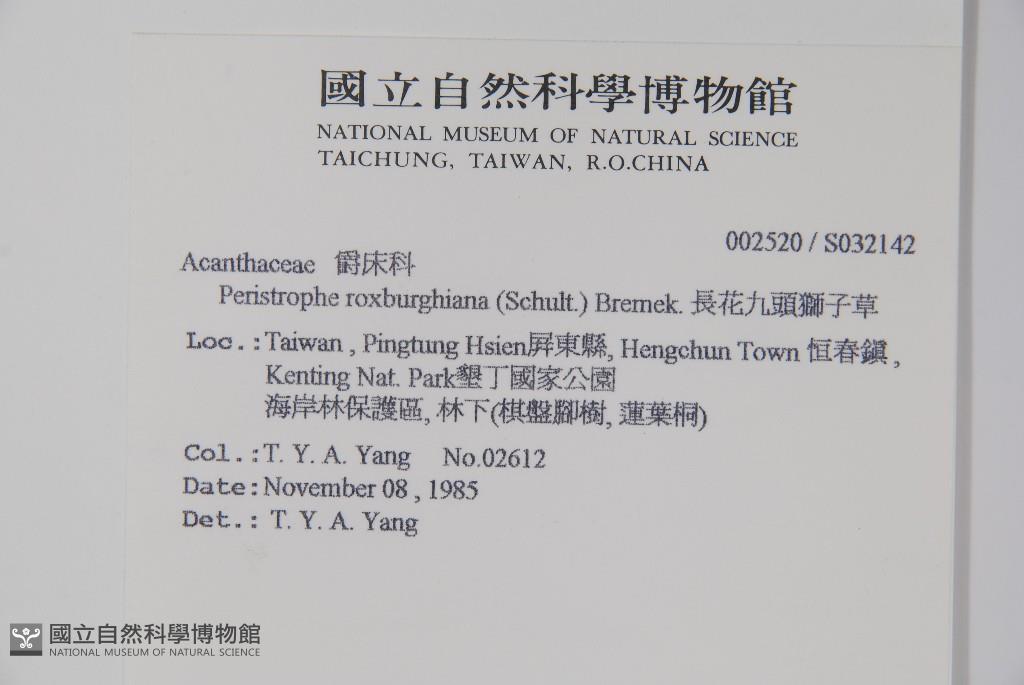 國立自然科學博物館
NATIONAL MUSEUM OF NATURAL SCIENCE
TAICHUNG, TAIWAN, R.O.CHINA
002520 / S032142
Acanthaceae 爵床科
Peristrophe roxburghiana (Schult.) Bremek. 長花九頭獅子草
Loc.:Taiwan , Pingtung Hsien屏東縣, Hengchun Town 恒春鎮 ,
Kenting Nat. Park墾丁國家公園
海岸林保護區, 林下(棋盤腳樹, 蓮葉桐)
Col.:T. Y. A. Yang No.02612
Date:November 08 , 1985
Det.: T. Y. A. Yang
國立自然科學博物館
NATIONAL MUSEUM OF NATURAL SCIENCE